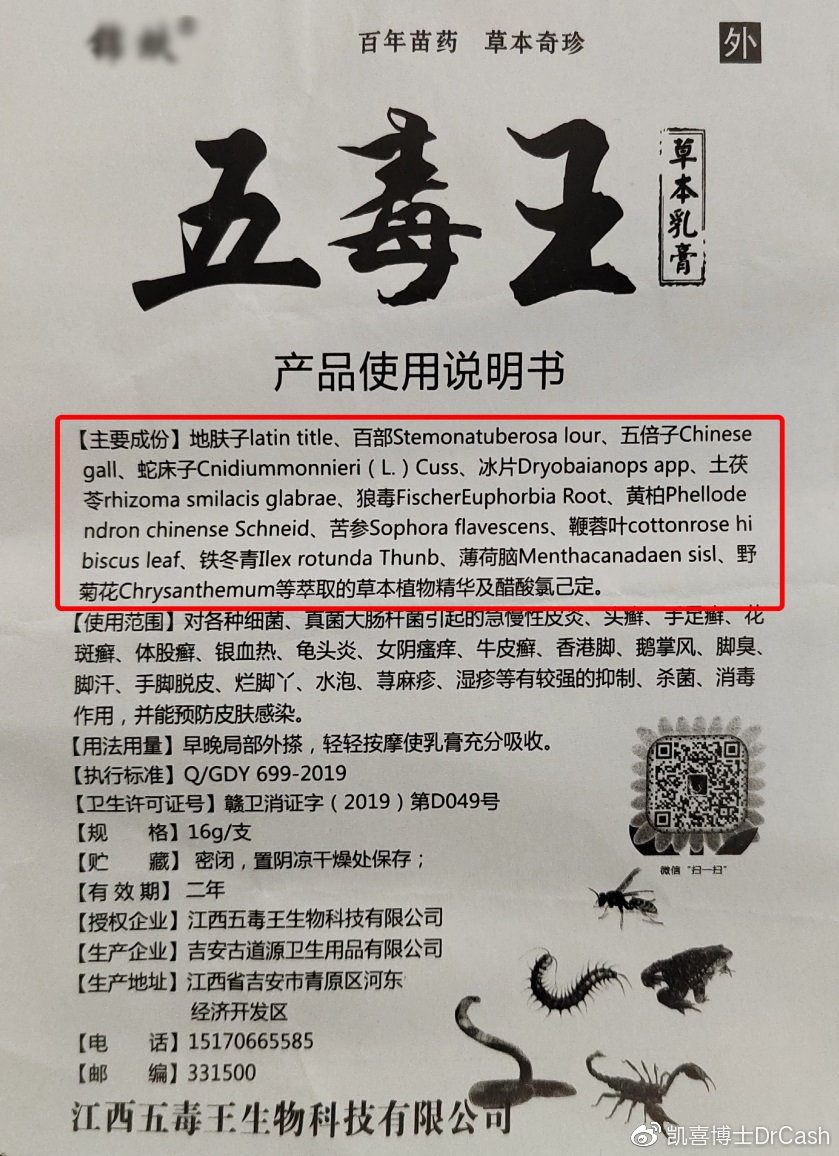 百年苗药 草本奇珍
外
五毒王
草本乳膏
产品使用说明书
【主要成份】地肤子latin title、百部Stemonatuberosa lour、五倍子Chinese
gall、蛇床子Cnidiummonnieri（L.）Cuss、冰片Dryobaianops app、土茯
苓rhizoma smilacis glabrae、狼毒FischerEuphorbia Root、黄柏Phellode
ndron chinense Schneid、苦参Sophora flavescens、鞭蓉叶cottonrose hi
biscus leaf、铁冬青Ilex rotunda Thunb、薄荷脑Menthacanadaen sisl、野
菊花Chrysanthemum等萃取的草本植物精华及醋酸氯己定。
【使用范围】对各种细菌、真菌大肠杆菌引起的急慢性皮炎、头癣、手足癣、花
斑癣、体股癣、银血热、龟头炎、女阴瘙痒、牛皮癣、香港脚、鹅掌风、脚臭、
脚汗、手脚脱皮、烂脚丫、水泡、荨麻疹、湿疹等有较强的抑制、杀菌、消毒
作用，并能预防皮肤感染。
【用法用量】早晚局部外搽，轻轻按摩使乳膏充分吸收。
【执行标准】Q/GDY 699-2019
【卫生许可证号】赣卫消证字（2019）第D049号
【规 格】16g/支
【贮 藏】密闭，置阴凉干燥处保存；
【有 效 期】二年
【授权企业】江西五毒王生物科技有限公司
【生产企业】吉安古道源卫生用品有限公司
【生产地址】江西省吉安市青原区河东
经济开发区
【电 话】15170665585
【邮 编】331500
微信“扫一扫”
江西五毒王生物科技有限公司
凯喜博士DrCash